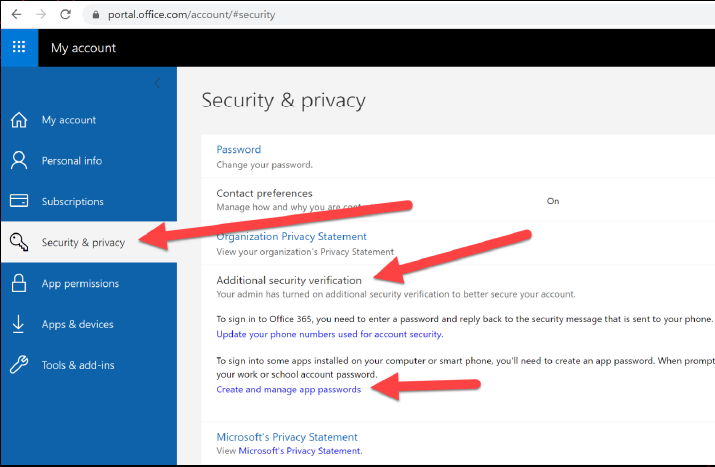 portal.office.com/account/#security
My account
Security & privacy
My account
Personal info
Subscriptions
Security & privacy
App permissions
Apps & devices
Tools & add-ins
Password
Change your password.
Contact preferences
Manage how and why you are
On
Organization Privacy Statement
View your organization's Privacy Statement
Additional security verification
Your admin has turned on additional security verification to better secure your account.
To sign in to Office 365, you need to enter a password and reply back to the security message that is sent to your phone.
Update your phone numbers used for account security.
To sign into some apps installed on your computer or smart phone, you'll need to create an app password. When prompt
your work or school account password.
Create and manage app passwords
Microsoft's Privacy Statement
View Microsoft's Privacy Statement.